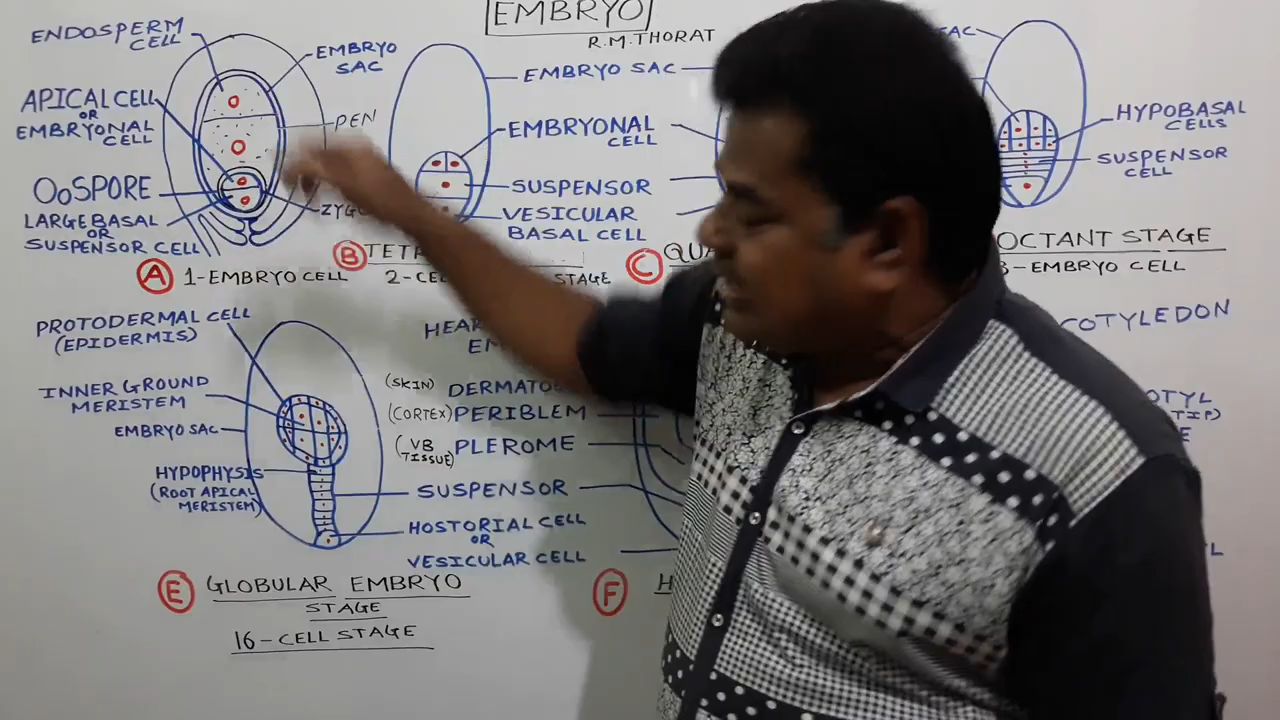 EMBRYO
R.M.THORAT
ENDOSPERM
CELL
EMBRYO
SAC
APICAL CELL
OR
EMBRYONAL
CELL
PEN
OOSPORE
LARGE BASAL
OR
SUSPENSOR CELL
A
1-EMBRYO CELL
EMBRYO SAC
EMBRYONAL
CELL
SUSPENSOR
VESICULAR
BASAL CELL
B
STAGE
C
HYPOBASAL
CELLS
SUSPENSOR
CELL
OCTANT STAGE
EMBRYO CELL
PROTODERMAL CELL
(EPIDERMIS)
INNER GROUND
MERISTEM
EMBRYO SAC
HYPOPHYSIS
(ROOT APICAL
MERISTEM)
SUSPENSOR
HOSTORIAL CELL
OR
VESICULAR CELL
E
GLOBULAR EMBRYO
STAGE
16-CELL STAGE
(SKIN)
(CORTEX) PERIBLEM
(VB
TISSUE) PLEROME
F
COTYLEDON